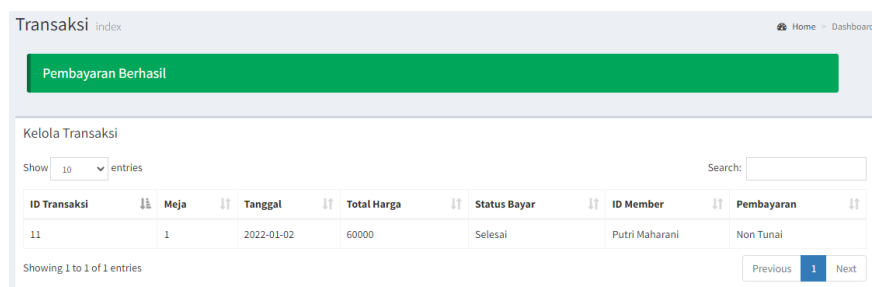 Transaksi index
Home > Dashboard
Pembayaran Berhasil
Kelola Transaksi
Show 10 entries
Search:
ID Transaksi Meja Tanggal Total Harga Status Bayar ID Member Pembayaran
11 1 2022-01-02 60000 Selesai Putri Maharani Non Tunai
Showing 1 to 1 of 1 entries
Previous 1 Next